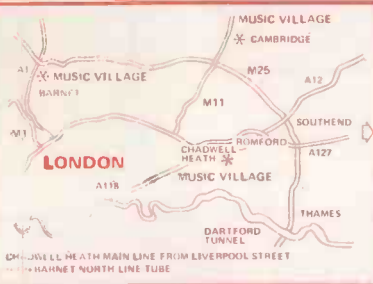 MUSIC VILLAGE
CAMBRIDGE
A1
MUSIC VILLAGE
BARNET
M25
A12
M11
M1
SOUTHEND
CHADWELL
HEATH
ROMFORD
A127
LONDON
MUSIC VILLAGE
A118
THAMES
DARTFORD
TUNNEL
CHADWELL HEATH MAIN LINE FROM LIVERPOOL STREET
BARNET NORTH LINE TUBE